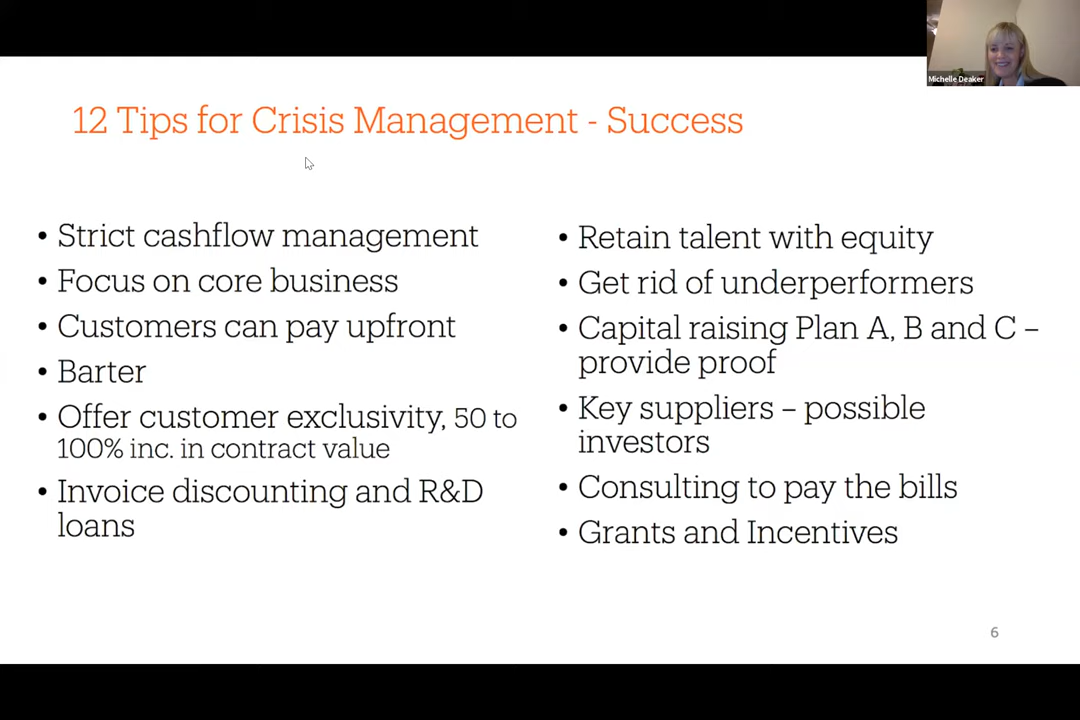 Michelle Deaker
12 Tips for Crisis Management - Success
• Strict cashflow management
• Focus on core business
• Customers can pay upfront
• Barter
• Offer customer exclusivity, 50 to
100% inc. in contract value
• Invoice discounting and R&D
loans
• Retain talent with equity
• Get rid of underperformers
• Capital raising Plan A, B and C –
provide proof
• Key suppliers – possible
investors
• Consulting to pay the bills
• Grants and Incentives
6